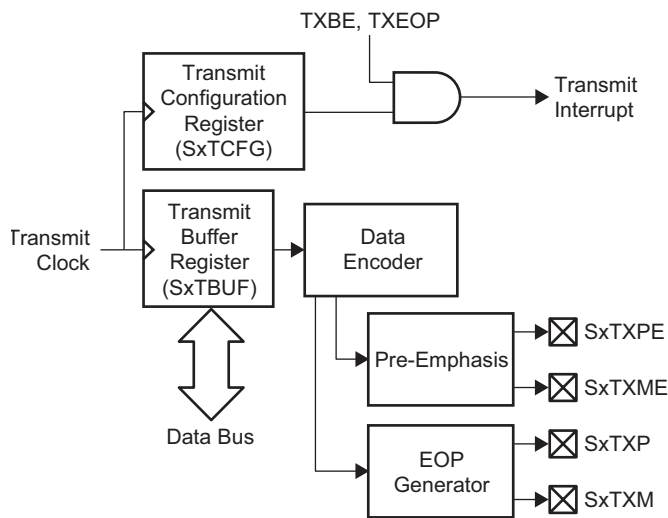 TXBE, TXEOP
Transmit
Configuration
Register
(SxTCFG)
Transmit
Interrupt
Transmit
Clock
Transmit
Buffer
Register
(SxTBUF)
Data
Encoder
Pre-Emphasis
SxTXPE
SxTXME
Data Bus
EOP
Generator
SxTXP
SxTXM